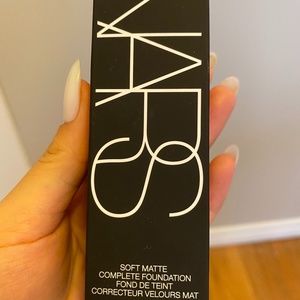 NARS
SOFT MATTE
COMPLETE FOUNDATION
FOND DE TEINT
CORRECTEUR VELOURS MAT